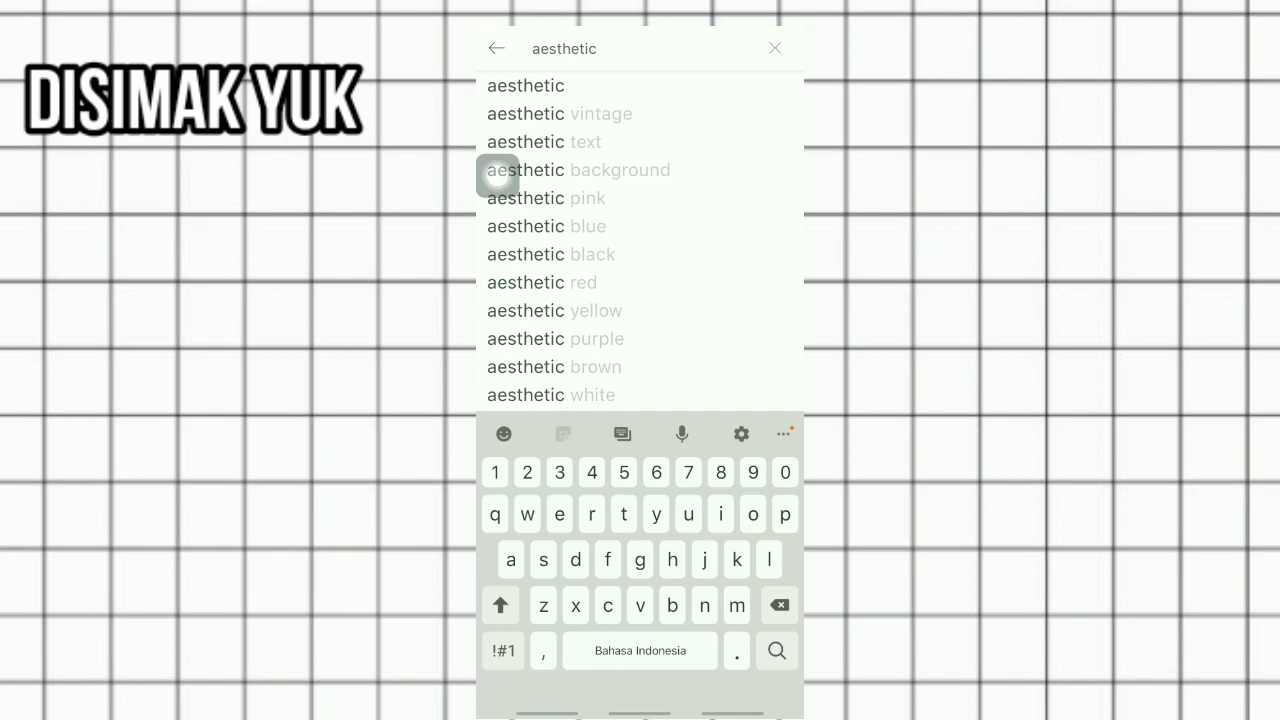 DISIMAK YUK
aesthetic
aesthetic
aesthetic vintage
aesthetic text
aesthetic background
aesthetic pink
aesthetic blue
aesthetic black
aesthetic red
aesthetic yellow
aesthetic purple
aesthetic brown
aesthetic white
1 2 3 4 5 6 7 8 9 0
q w e r t y u i o p
a s d f g h j k l
z x c v b n m
!#1 , Bahasa Indonesia .